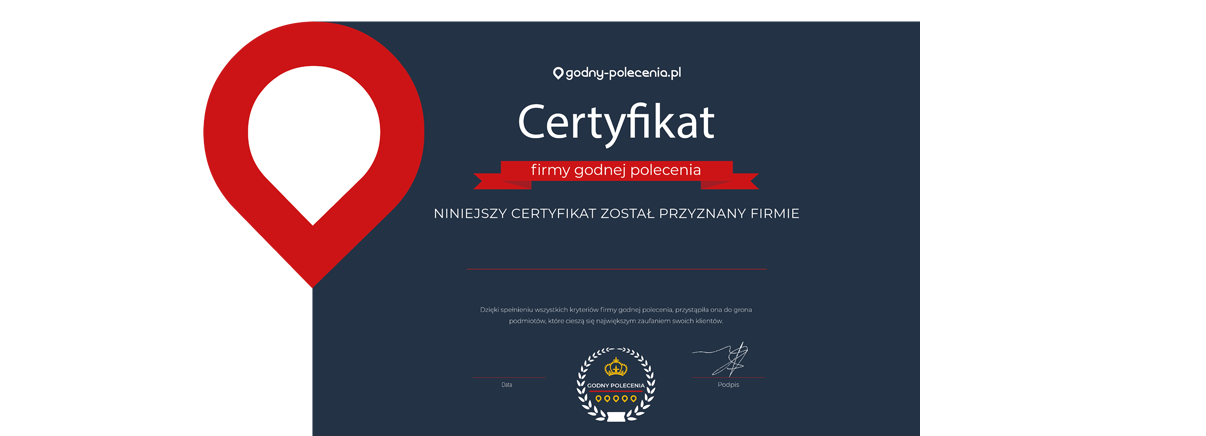 godny-polecenia.pl
Certyfikat
firmy godnej polecenia
NINIEJSZY CERTYFIKAT ZOSTAŁ PRZYZNANY FIRMIE
Dzięki spełnieniu wszystkich kryteriów firmy godnej polecenia, przystąpiła ona do grona
podmiotów, które cieszą się największym zaufaniem swoich klientów.
GODNY POLECENIA
Data
Podpis